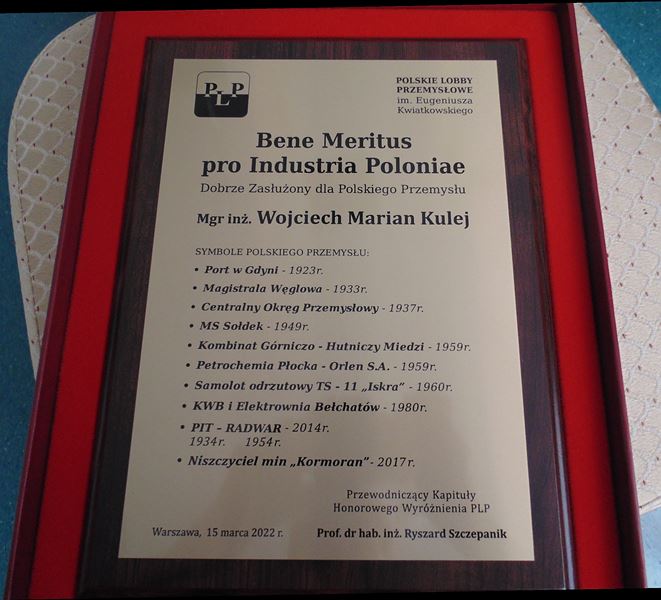 PLP
POLSKIE LOBBY
PRZEMYSŁOWE
im. Eugeniusza
Kwiatkowskiego
Bene Meritus
pro Industria Poloniae
Dobrze Zasłużony dla Polskiego Przemysłu
Mgr inż. Wojciech Marian Kulej
SYMBOLE POLSKIEGO PRZEMYSŁU:
• Port w Gdyni - 1923r.
• Magistrala Węglowa - 1933r.
• Centralny Okręg Przemysłowy - 1937r.
• MS Sołdek - 1949r.
• Kombinat Górniczo - Hutniczy Miedzi - 1959r.
• Petrochemia Płocka - Orlen S.A. - 1959r.
• Samolot odrzutowy TS - 11 „Iskra“ - 1960r.
• KWB i Elektrownia Bełchatów - 1980r.
• PIT – RADWAR - 2014r.
1934r. 1954r.
• Niszczyciel min „Kormoran”- 2017r.
Przewodniczący Kapituły
Honorowego Wyróżnienia PLP
Warszawa, 15 marca 2022 r. Prof. dr hab. inż. Ryszard Szczepanik